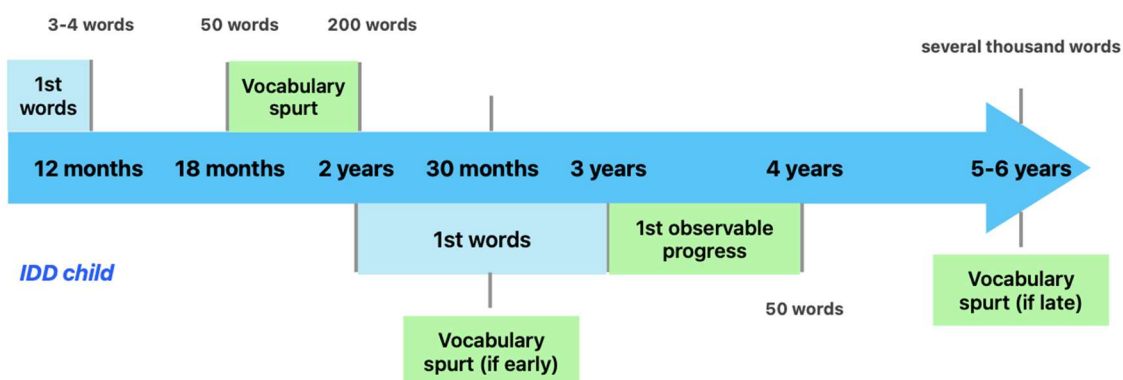 3-4 words
50 words
200 words
several thousand words
1st
words
Vocabulary
spurt
12 months
18 months
2 years
30 months
3 years
4 years
5-6 years
1st words
1st observable
progress
IDD child
50 words
Vocabulary
spurt (if late)
Vocabulary
spurt (if early)